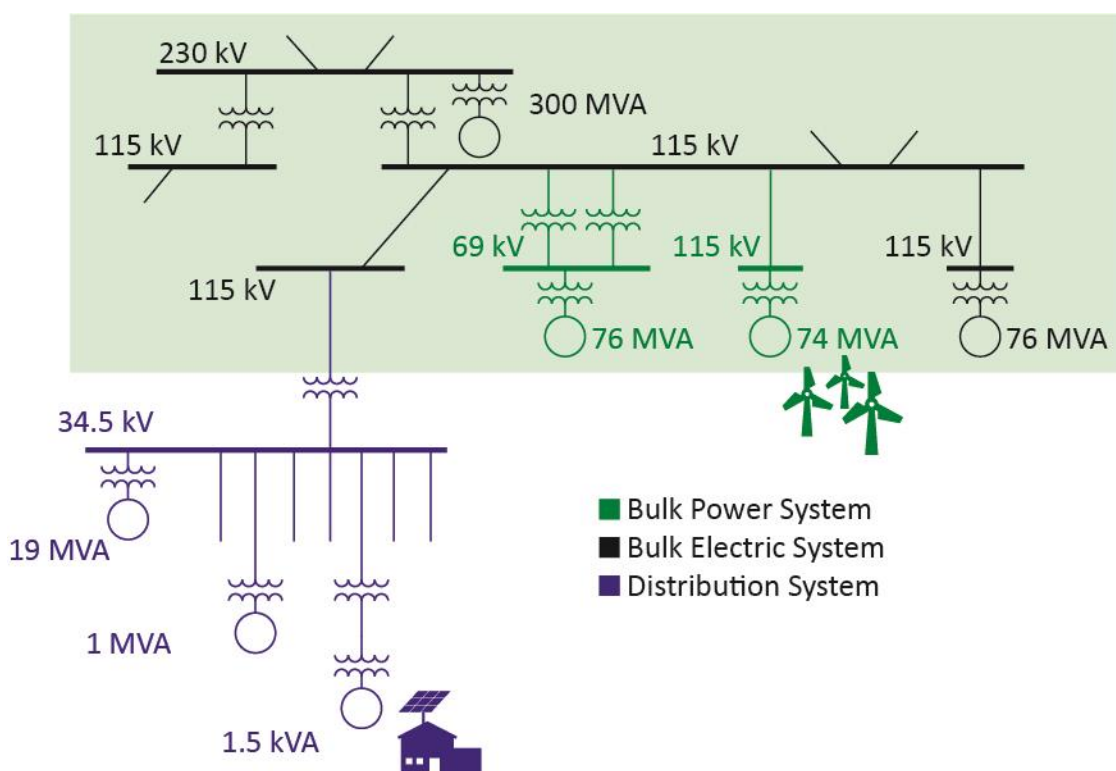 230 kV
300 MVA
115 kV
115 kV
69 kV
115 kV
115 kV
115 kV
76 MVA
74 MVA
76 MVA
34.5 kV
19 MVA
1 MVA
1.5 kVA
Bulk Power System
Bulk Electric System
Distribution System